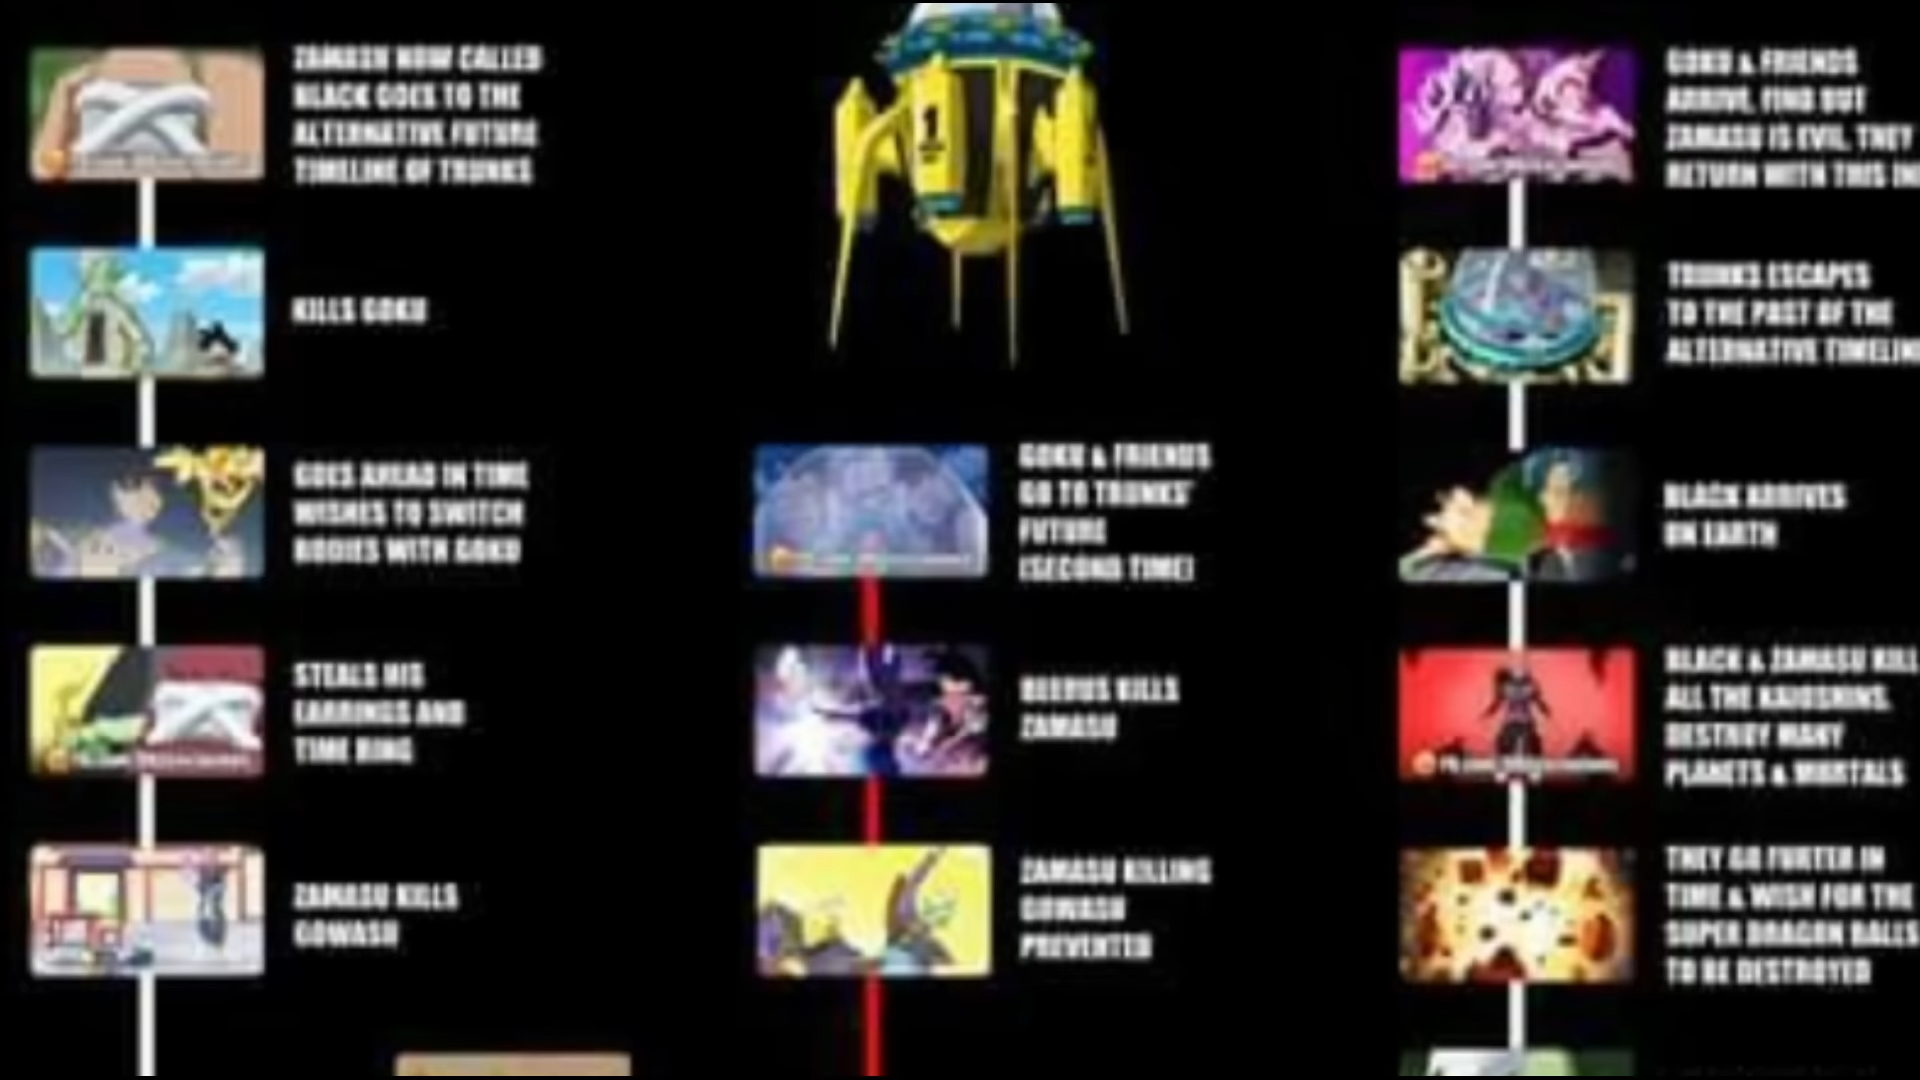 ZAMASU NOW CALLED
BLACK GOES TO THE
ALTERNATIVE FUTURE
TIMELINE OF TRUNKS
KILLS GOKU
GOES AHEAD IN TIME
WISHES TO SWITCH
BODIES WITH GOKU
STEALS HIS
EARRINGS AND
TIME RING
ZAMASU KILLS
GOWASU
1
GOKU & FRIENDS
GO TO TRUNKS'
FUTURE
(SECOND TIME)
BEERUS KILLS
ZAMASU
ZAMASU KILLING
GOWASU
PREVENTED
GOKU & FRIENDS
ARRIVE, FIND OUT
ZAMASU IS EVIL. THEY
RETURN WITH THIS IN
TRUNKS ESCAPES
TO THE PAST OF THE
ALTERNATIVE TIMELIN
BLACK ARRIVES
ON EARTH
BLACK & ZAMASU KILL
ALL THE KAIOSHINS,
DESTROY MANY
PLANETS & MORTALS
THEY GO FURTER IN
TIME & WISH FOR THE
SUPER DRAGON BALLS
TO BE DESTROYED